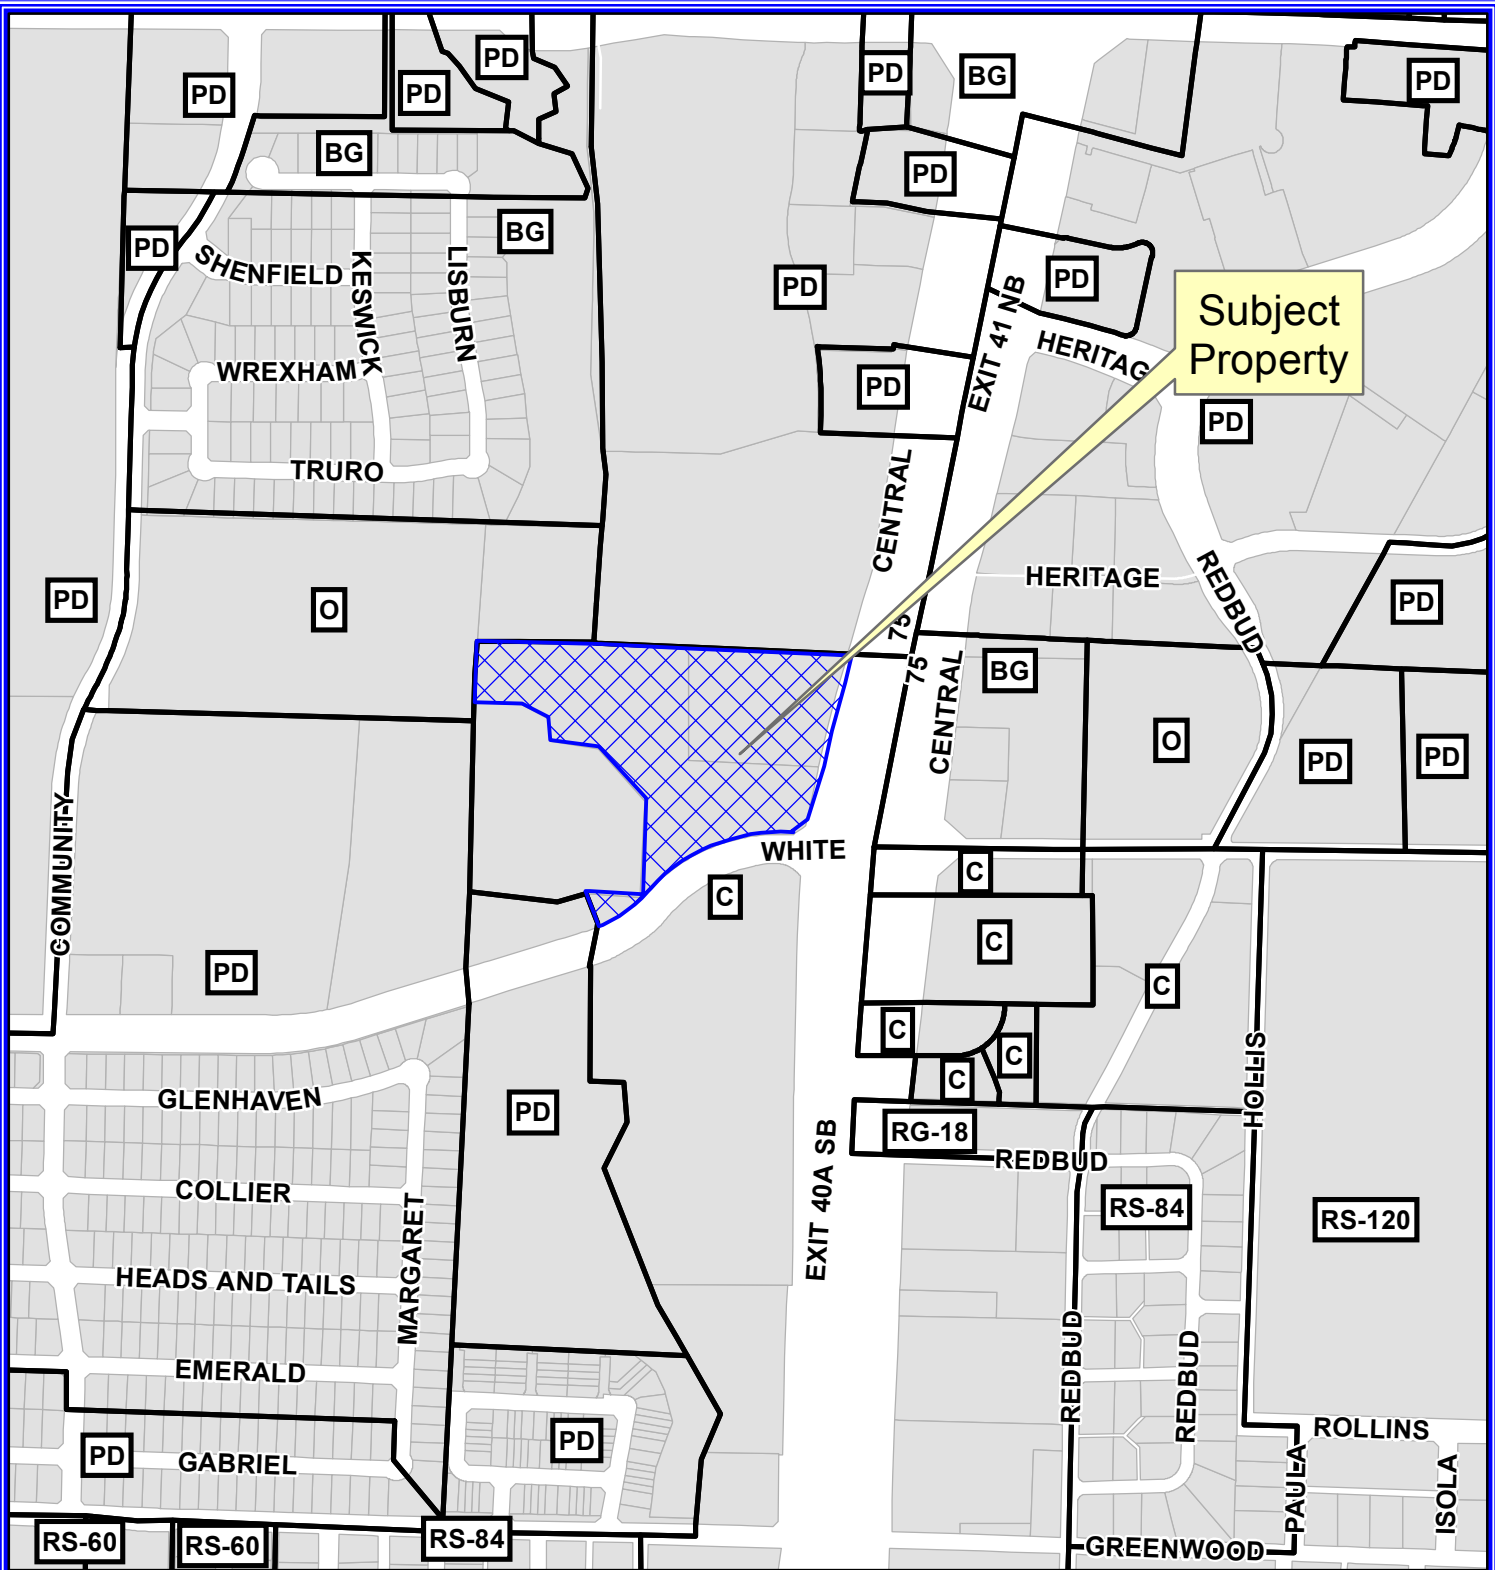 PD
PD
PD
PD
BG
PD
BG
PD
PD
BG
SHENFIELD
KESWICK
LISBURN
PD
PD
EXIT 41 NB
Subject
Property
HERITAG
WREXHAM
PD
PD
TRURO
CENTRAL
HERITAGE
REDBUD
PD
O
PD
75
75
CENTRAL
BG
O
PD
PD
COMMUNITY
WHITE
C
C
C
PD
C
C
C
C
HOLLIS
GLENHAVEN
PD
RG-18
REDBUD
EXIT 40A SB
COLLIER
MARGARET
RS-84
RS-120
HEADS AND TAILS
REDBUD
REDBUD
EMERALD
ROLLINS
PD
GABRIEL
PD
PAULA
ISOLA
RS-60
RS-60
RS-84
GREENWOOD